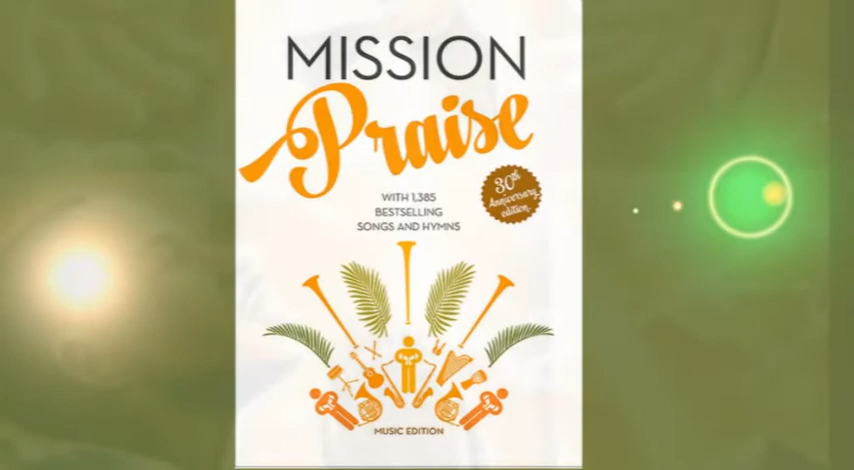 MISSION
Praise
WITH 1,385
BESTSELLING
SONGS AND HYMNS
30th
Anniversary
edition
MUSIC EDITION